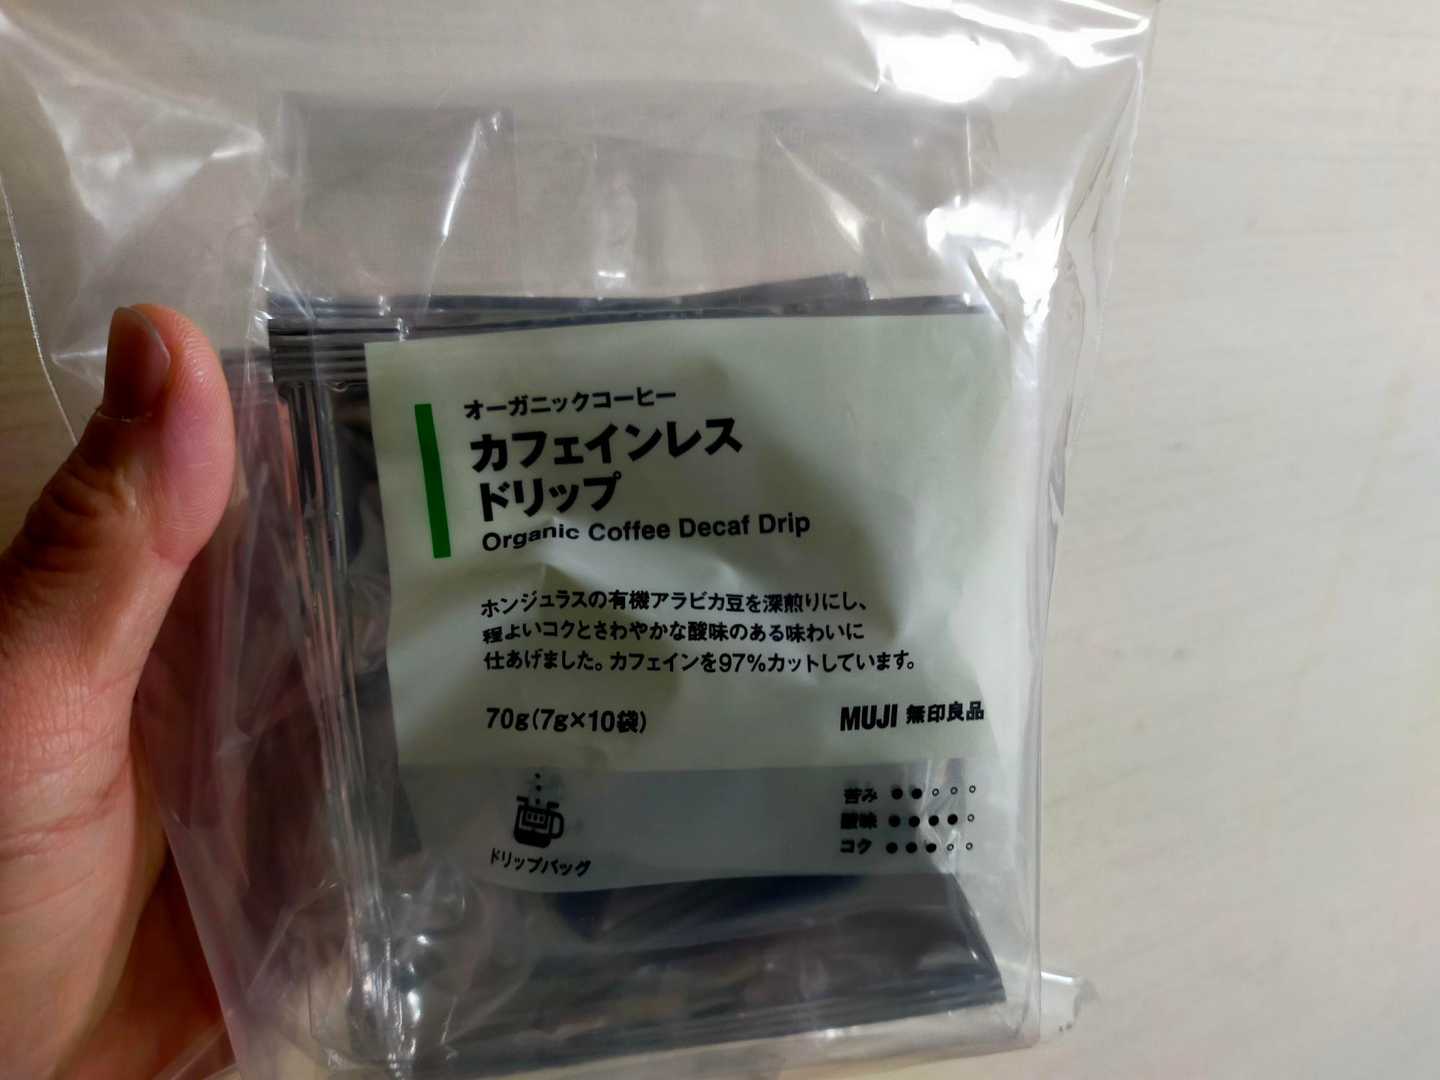 オーガニックコーヒー
カフェインレス
ドリップ
Organic Coffee Decaf Drip
ホンジュラスの有機アラビカ豆を深煎りにし、
程よいコクとさわやかな酸味のある味わいに
仕あげました。カフェインを97%カットしています。
70g(7g×10袋)
MUJI 無印良品
苦み ●●○○○
酸味 ●●●●○
コク ●●●○○
ドリップバッグ